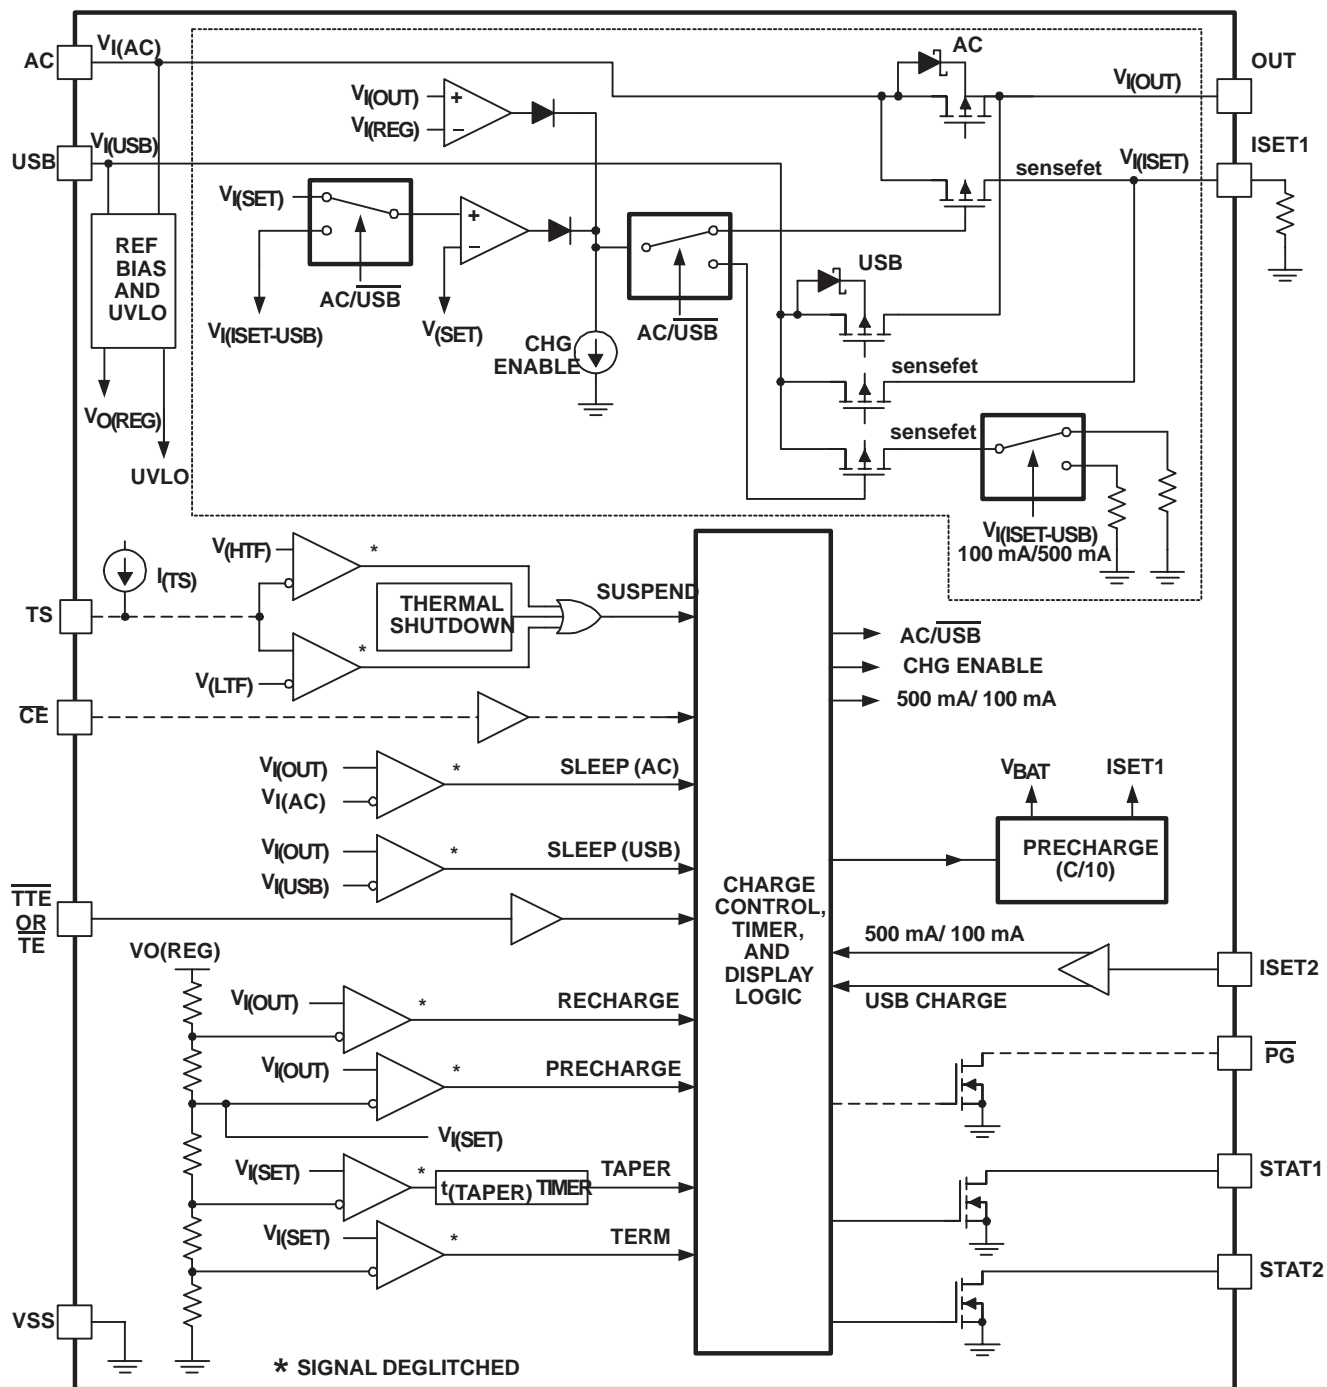 AC
VI(AC)
AC
OUT
VI(OUT)
VI(REG)
+
−
VI(OUT)
USB
VI(USB)
ISET1
VI(ISET)
sensefet
VI(SET)
+
−
REF
BIAS
AND
UVLO
AC/USB
VI(ISET-USB)
V(SET)
CHG
ENABLE
AC/USB
USB
sensefet
sensefet
VO(REG)
UVLO
VI(ISET-USB)
100 mA/500 mA
V(HTF)
*
I(TS)
TS
THERMAL
SHUTDOWN
SUSPEND
*
V(LTF)
AC/USB
CHG ENABLE
500 mA/ 100 mA
CE
VI(OUT)
VI(AC)
*
SLEEP (AC)
VBAT
ISET1
PRECHARGE
(C/10)
VI(OUT)
VI(USB)
*
SLEEP (USB)
TTE
OR
TE
CHARGE
CONTROL,
TIMER,
AND
DISPLAY
LOGIC
500 mA/ 100 mA
USB CHARGE
ISET2
VO(REG)
VI(OUT)
*
RECHARGE
VI(OUT)
*
PRECHARGE
PG
VI(SET)
VI(SET)
*
t(TAPER) TIMER
TAPER
STAT1
VI(SET)
*
TERM
STAT2
VSS
* SIGNAL DEGLITCHED